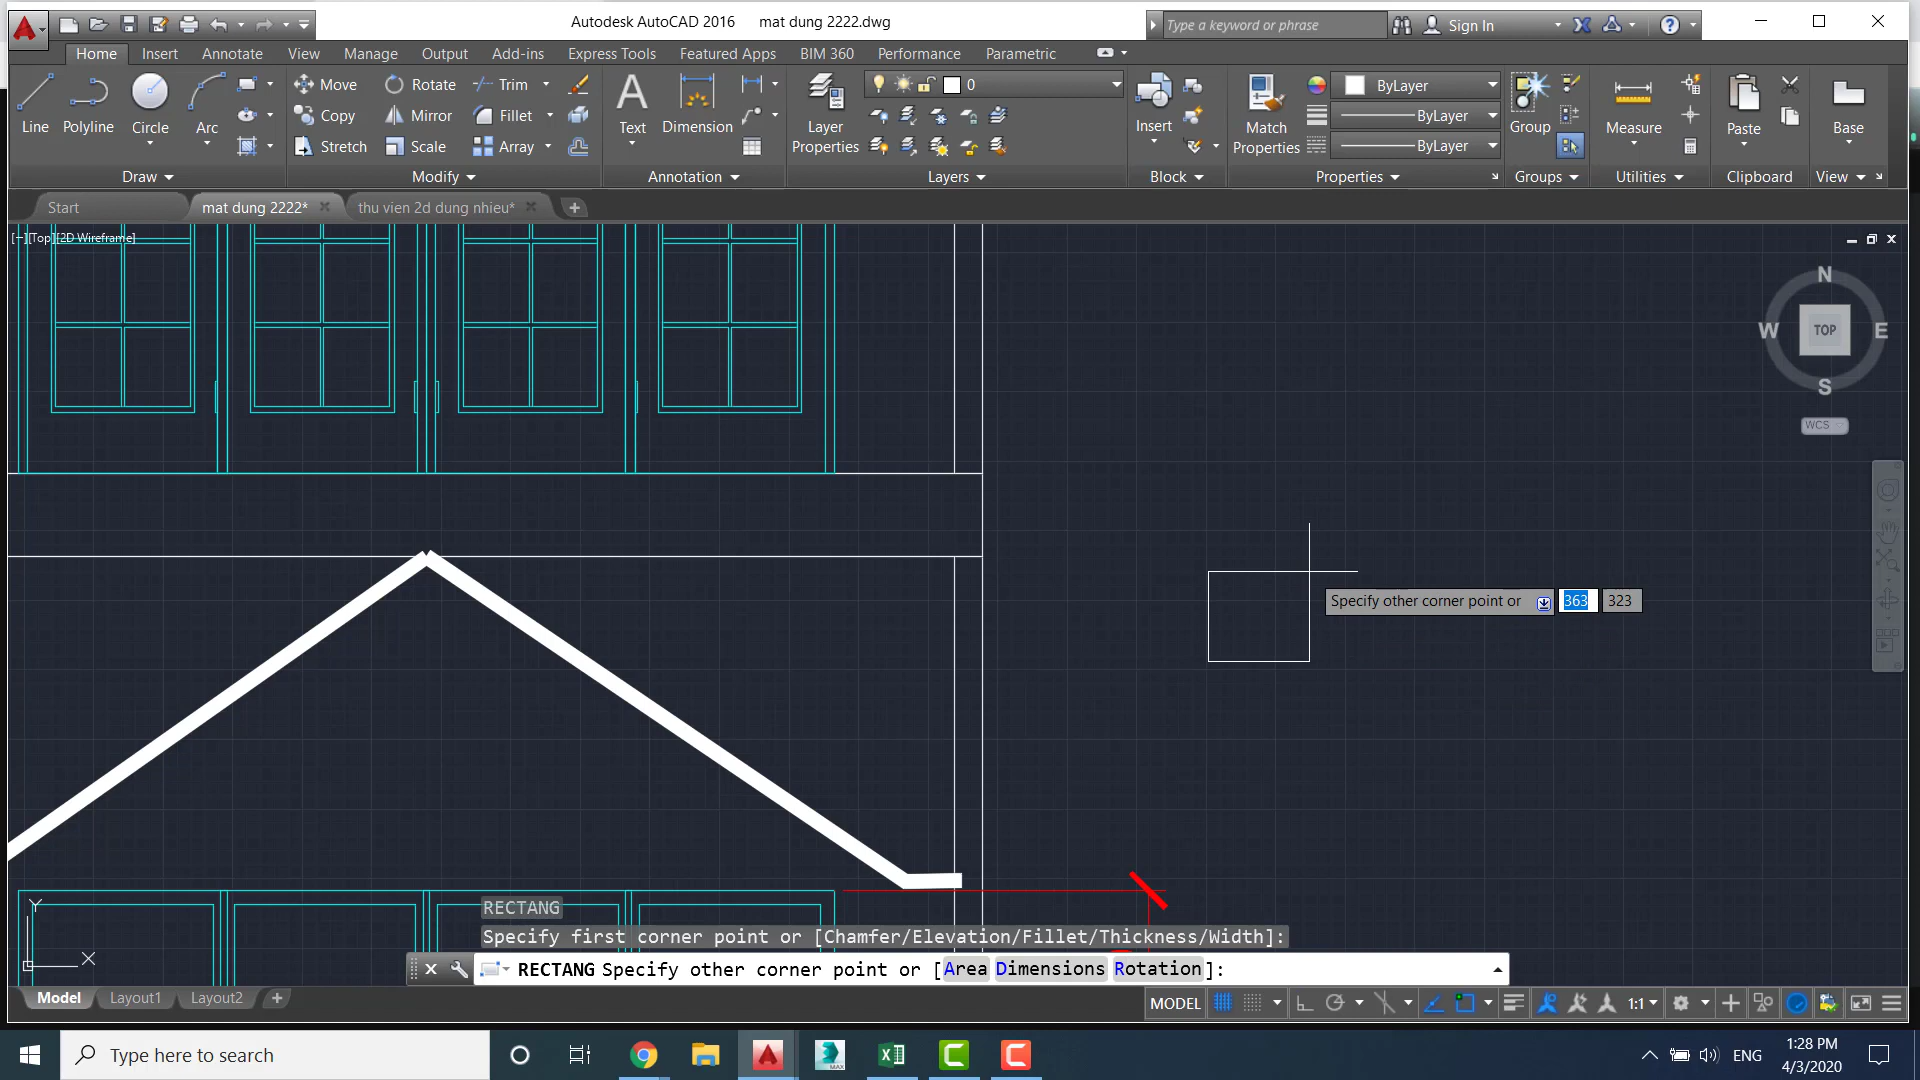 Autodesk AutoCAD 2016 mat dung 2222.dwg
Type a keyword or phrase
Sign In
Home Insert Annotate View Manage Output Add-ins Express Tools Featured Apps BIM 360 Performance Parametric
Line Polyline Circle Arc
Move Rotate Trim
Copy Mirror Fillet
Stretch Scale Array
Text Dimension
Layer Properties
0
Insert
Match Properties
ByLayer
ByLayer
ByLayer
Group
Measure
Paste
Base
Draw Modify Annotation Layers Block Properties Groups Utilities Clipboard View
Start mat dung 2222* thu vien 2d dung nhieu*
[−][Top][2D Wireframe]
N
W TOP E
S
WCS
Specify other corner point or 363 323
Y
X
RECTANG
Specify first corner point or [Chamfer/Elevation/Fillet/Thickness/Width]:
RECTANG Specify other corner point or [Area Dimensions Rotation]:
Model Layout1 Layout2
MODEL 1:1
Type here to search
MAX
ENG
1:28 PM
4/3/2020